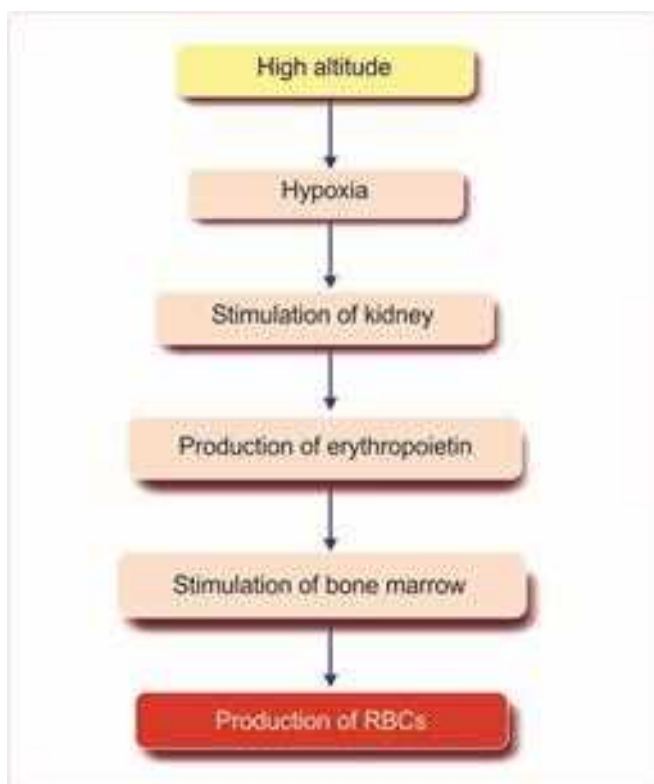 High altitude
Hypoxia
Stimulation of kidney
Production of erythropoietin
Stimulation of bone marrow
Production of RBCs